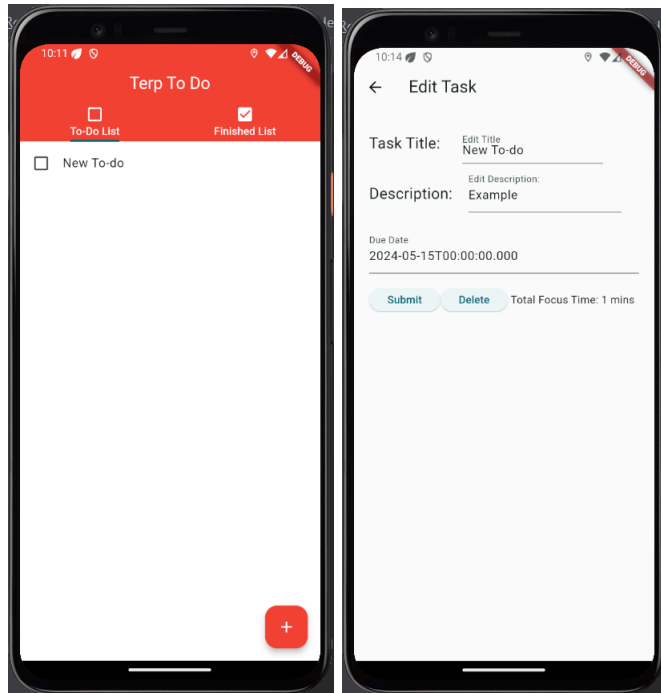 10:11
DEBUG
Terp To Do
To-Do List
Finished List
New To-do
+
10:14
DEBUG
Edit Task
Task Title:
Edit Title
New To-do
Description:
Edit Description:
Example
Due Date
2024-05-15T00:00:00.000
Submit
Delete
Total Focus Time: 1 mins